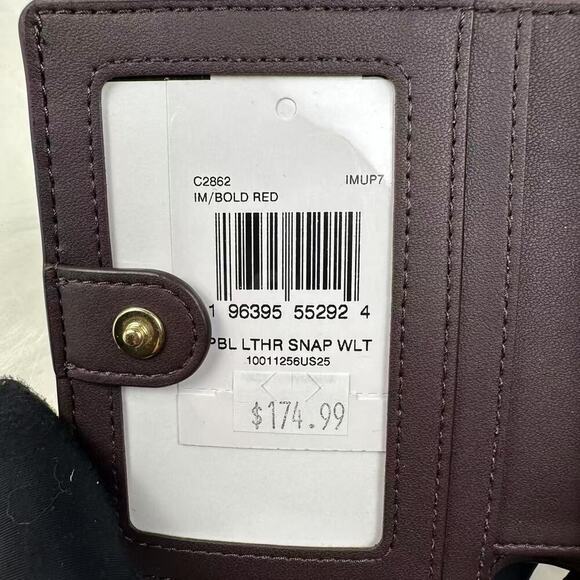 C2862 IMUP7
IM/BOLD RED
1 96395 55292 4
PBL LTHR SNAP WLT
10011256US25
$174.99